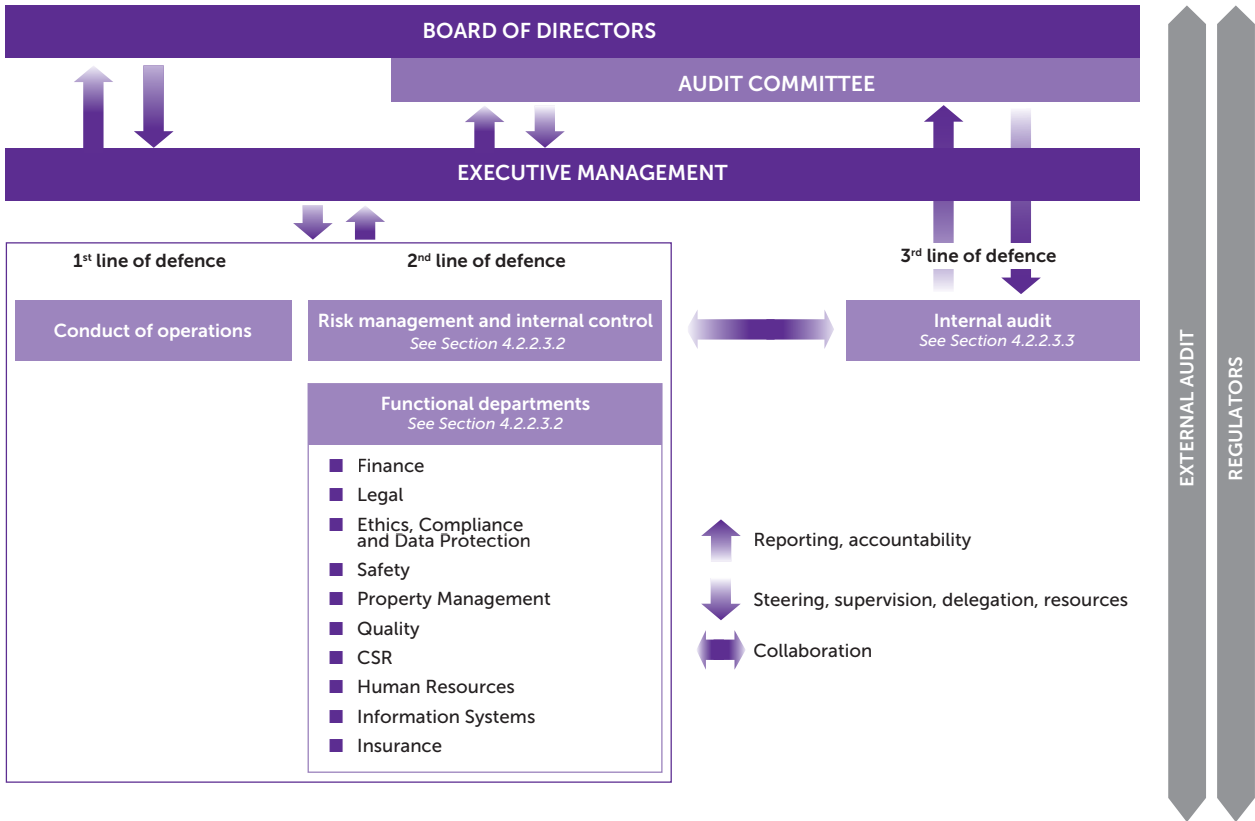 BOARD OF DIRECTORS
AUDIT COMMITTEE
EXECUTIVE MANAGEMENT
1st line of defence
2nd line of defence
3rd line of defence
Conduct of operations
Risk management and internal control
See Section 4.2.2.3.2
Internal audit
See Section 4.2.2.3.3
Functional departments
See Section 4.2.2.3.2
Finance
Legal
Ethics, Compliance
and Data Protection
Safety
Property Management
Quality
CSR
Human Resources
Information Systems
Insurance
Reporting, accountability
Steering, supervision, delegation, resources
Collaboration
EXTERNAL AUDIT
REGULATORS